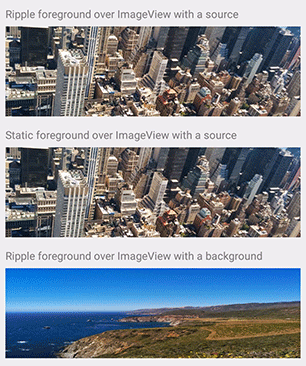 Ripple foreground over ImageView with a source
Static foreground over ImageView with a source
Ripple foreground over ImageView with a background